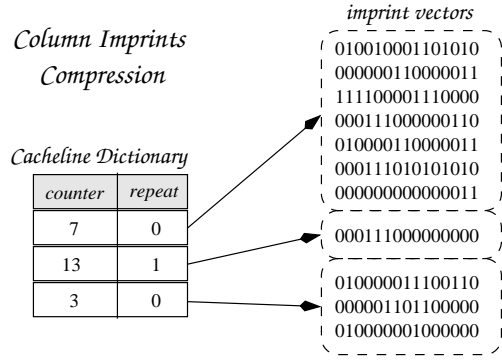 Column Imprints
Compression
Cacheline Dictionary
counter repeat
7 0
13 1
3 0
imprint vectors
010010001101010
000000110000011
111100001110000
000111000000110
010000110000011
000111010101010
000000000000011
000111000000000
010000011100110
000001101100000
010000001000000